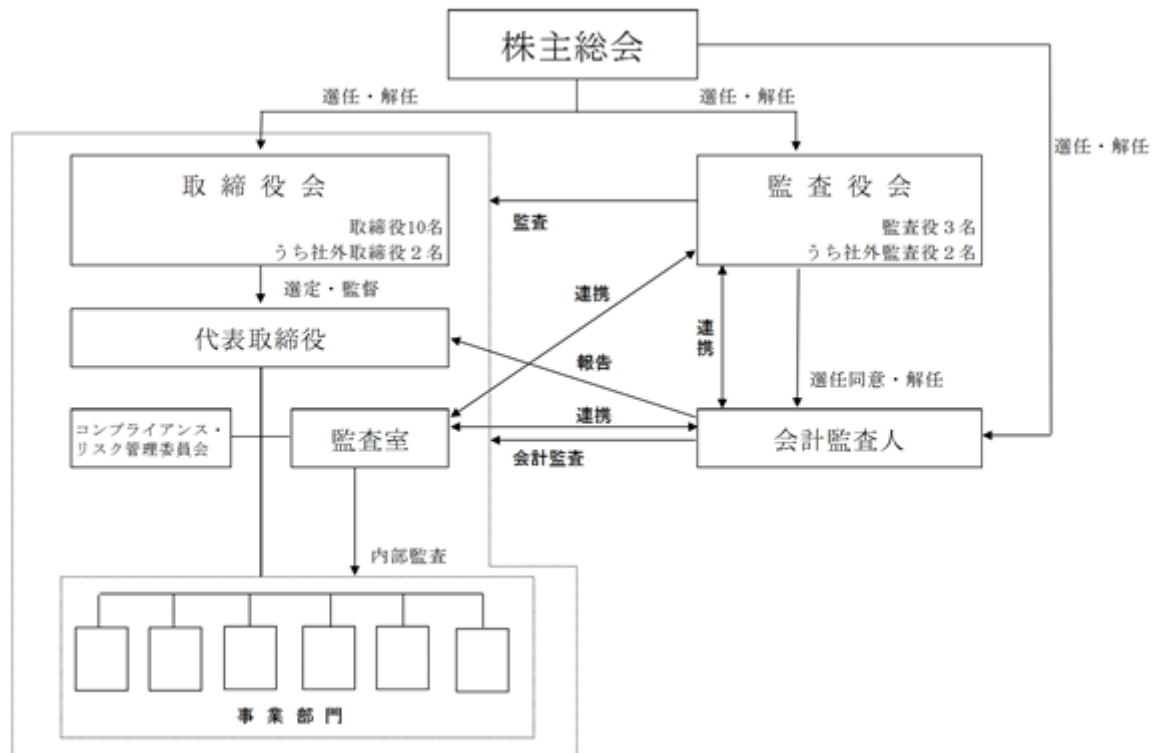 株主総会
選任・解任
選任・解任
選任・解任
取締役会
取締役10名
うち社外取締役2名
監査役会
監査役3名
うち社外監査役2名
監査
選定・監督
連携
連携
代表取締役
報告
選任同意・解任
コンプライアンス・
リスク管理委員会
監査室
連携
会計監査人
会計監査
内部監査
事業部門